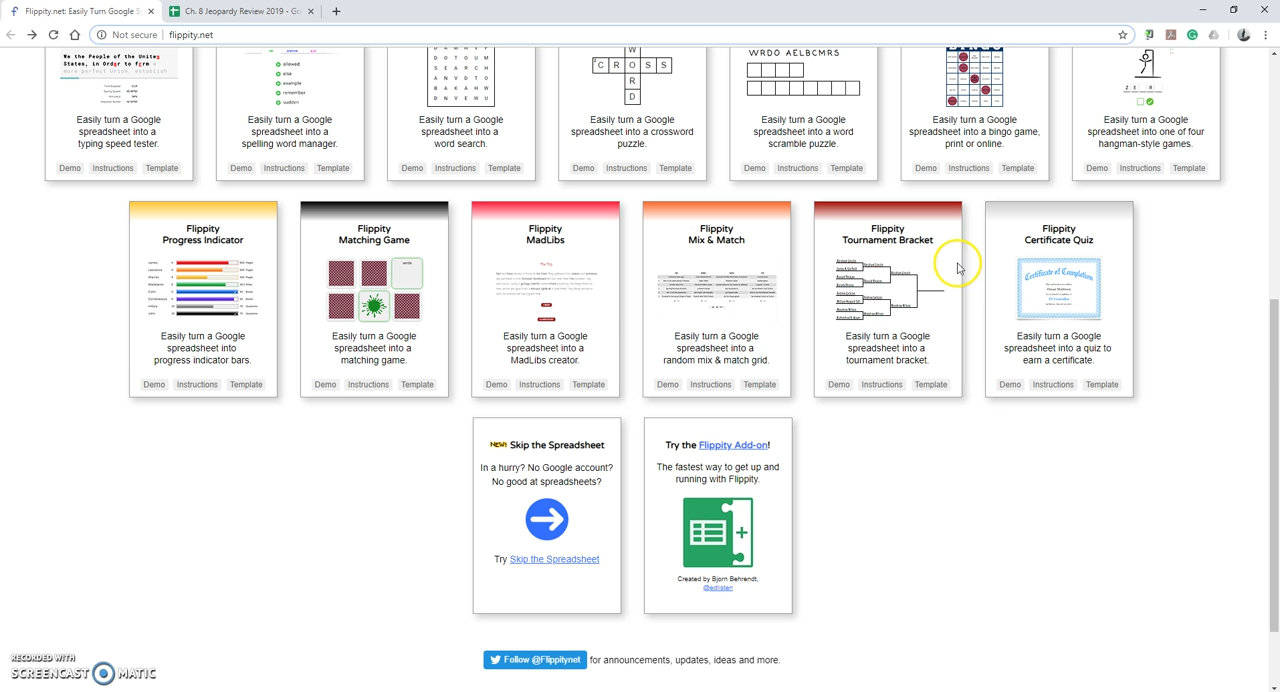 Flippity.net: Easily Turn Google S
Ch. 8 Jeopardy Review 2019 - Go
Not secure
flippity.net
We the People of the United
States, in Order to form a
more perfect Union, establish
allowed
else
example
remember
sudden
D O T O U M
S E A R C H
A N V D T O
B A K A H W
D N V E W U
W
C R O S S
R
D
WRDO AELBCMRS
Easily turn a Google
spreadsheet into a
typing speed tester.
Demo Instructions Template
Easily turn a Google
spreadsheet into a
spelling word manager.
Demo Instructions Template
Easily turn a Google
spreadsheet into a
word search.
Demo Instructions Template
Easily turn a Google
spreadsheet into a crossword
puzzle.
Demo Instructions Template
Easily turn a Google
spreadsheet into a word
scramble puzzle.
Demo Instructions Template
Easily turn a Google
spreadsheet into a bingo game,
print or online.
Demo Instructions Template
Easily turn a Google
spreadsheet into one of four
hangman-style games.
Demo Instructions Template
Flippity
Progress Indicator
Easily turn a Google
spreadsheet into
progress indicator bars.
Demo Instructions Template
Flippity
Matching Game
Easily turn a Google
spreadsheet into a
matching game.
Demo Instructions Template
Flippity
MadLibs
Easily turn a Google
spreadsheet into a
MadLibs creator.
Demo Instructions Template
Flippity
Mix & Match
Easily turn a Google
spreadsheet into a
random mix & match grid.
Demo Instructions Template
Flippity
Tournament Bracket
Easily turn a Google
spreadsheet into a
tournament bracket.
Demo Instructions Template
Flippity
Certificate Quiz
Certificate of Completion
Easily turn a Google
spreadsheet into a quiz to
earn a certificate.
Demo Instructions Template
NEW! Skip the Spreadsheet
In a hurry? No Google account?
No good at spreadsheets?
Try Skip the Spreadsheet
Try the Flippity Add-on!
The fastest way to get up and
running with Flippity.
Created by Bjorn Behrendt,
@edlisten
Follow @Flippitynet for announcements, updates, ideas and more.
RECORDED WITH
SCREENCAST MATIC